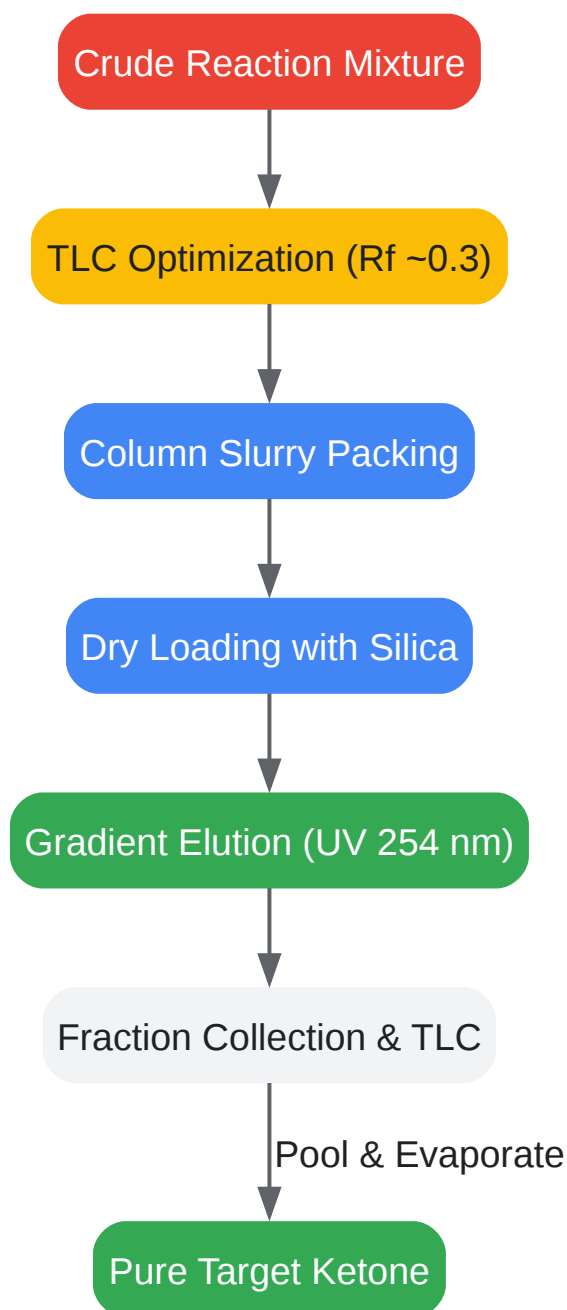 Crude Reaction Mixture
TLC Optimization (Rf ~0.3)
Column Slurry Packing
Dry Loading with Silica
Gradient Elution (UV 254 nm)
Fraction Collection & TLC
Pool & Evaporate
Pure Target Ketone